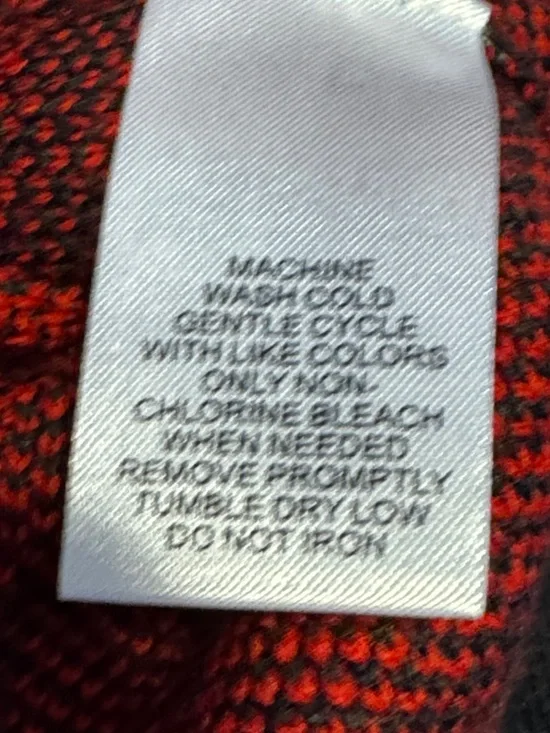 MACHINE
WASH COLD
GENTLE CYCLE
WITH LIKE COLORS
ONLY NON-
CHLORINE BLEACH
WHEN NEEDED
REMOVE PROMPTLY
TUMBLE DRY LOW
DO NOT IRON